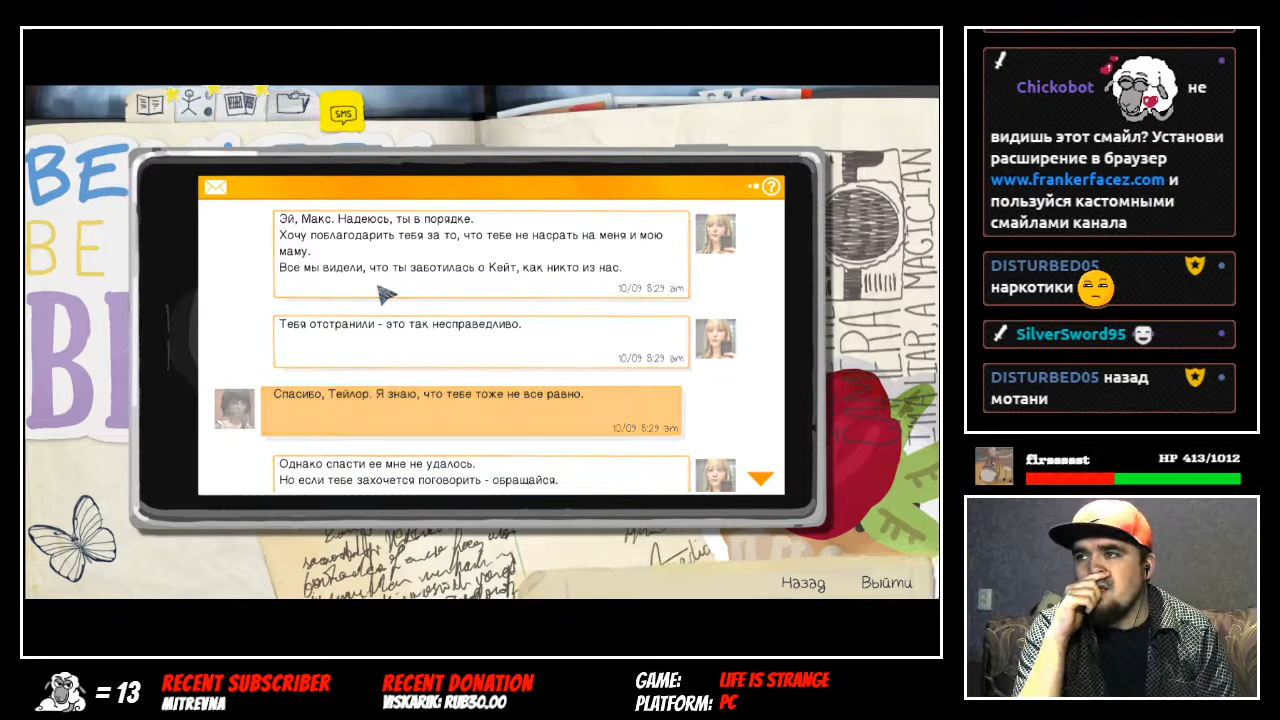 SMS
BE
BE
Эй, Макс. Надеюсь, ты в порядке.
Хочу поблагодарить тебя за то, что тебе не насрать на меня и мою
маму.
Все мы видели, что ты заботилась о Кейт, как никто из нас.
10/09 8:29 am
Тебя отстранили - это так несправедливо.
10/09 8:29 am
Спасибо, Тейлор. Я знаю, что тебе тоже не все равно.
10/09 8:29 am
Однако спасти ее мне не удалось.
Но если тебе захочется поговорить - обращайся.
Назад Выйти
Chickobot не
видишь этот смайл? Установи
расширение в браузер
www.frankerfacez.com и
пользуйся кастомными
смайлами канала
DISTURBED05
наркотики
SilverSword95
DISTURBED05 назад
мотани
HP 413/1012
= 13
RECENT SUBSCRIBER
MITREVNA
RECENT DONATION
VISKARIK: RUB30.00
GAME: LIFE IS STRANGE
PLATFORM: PC